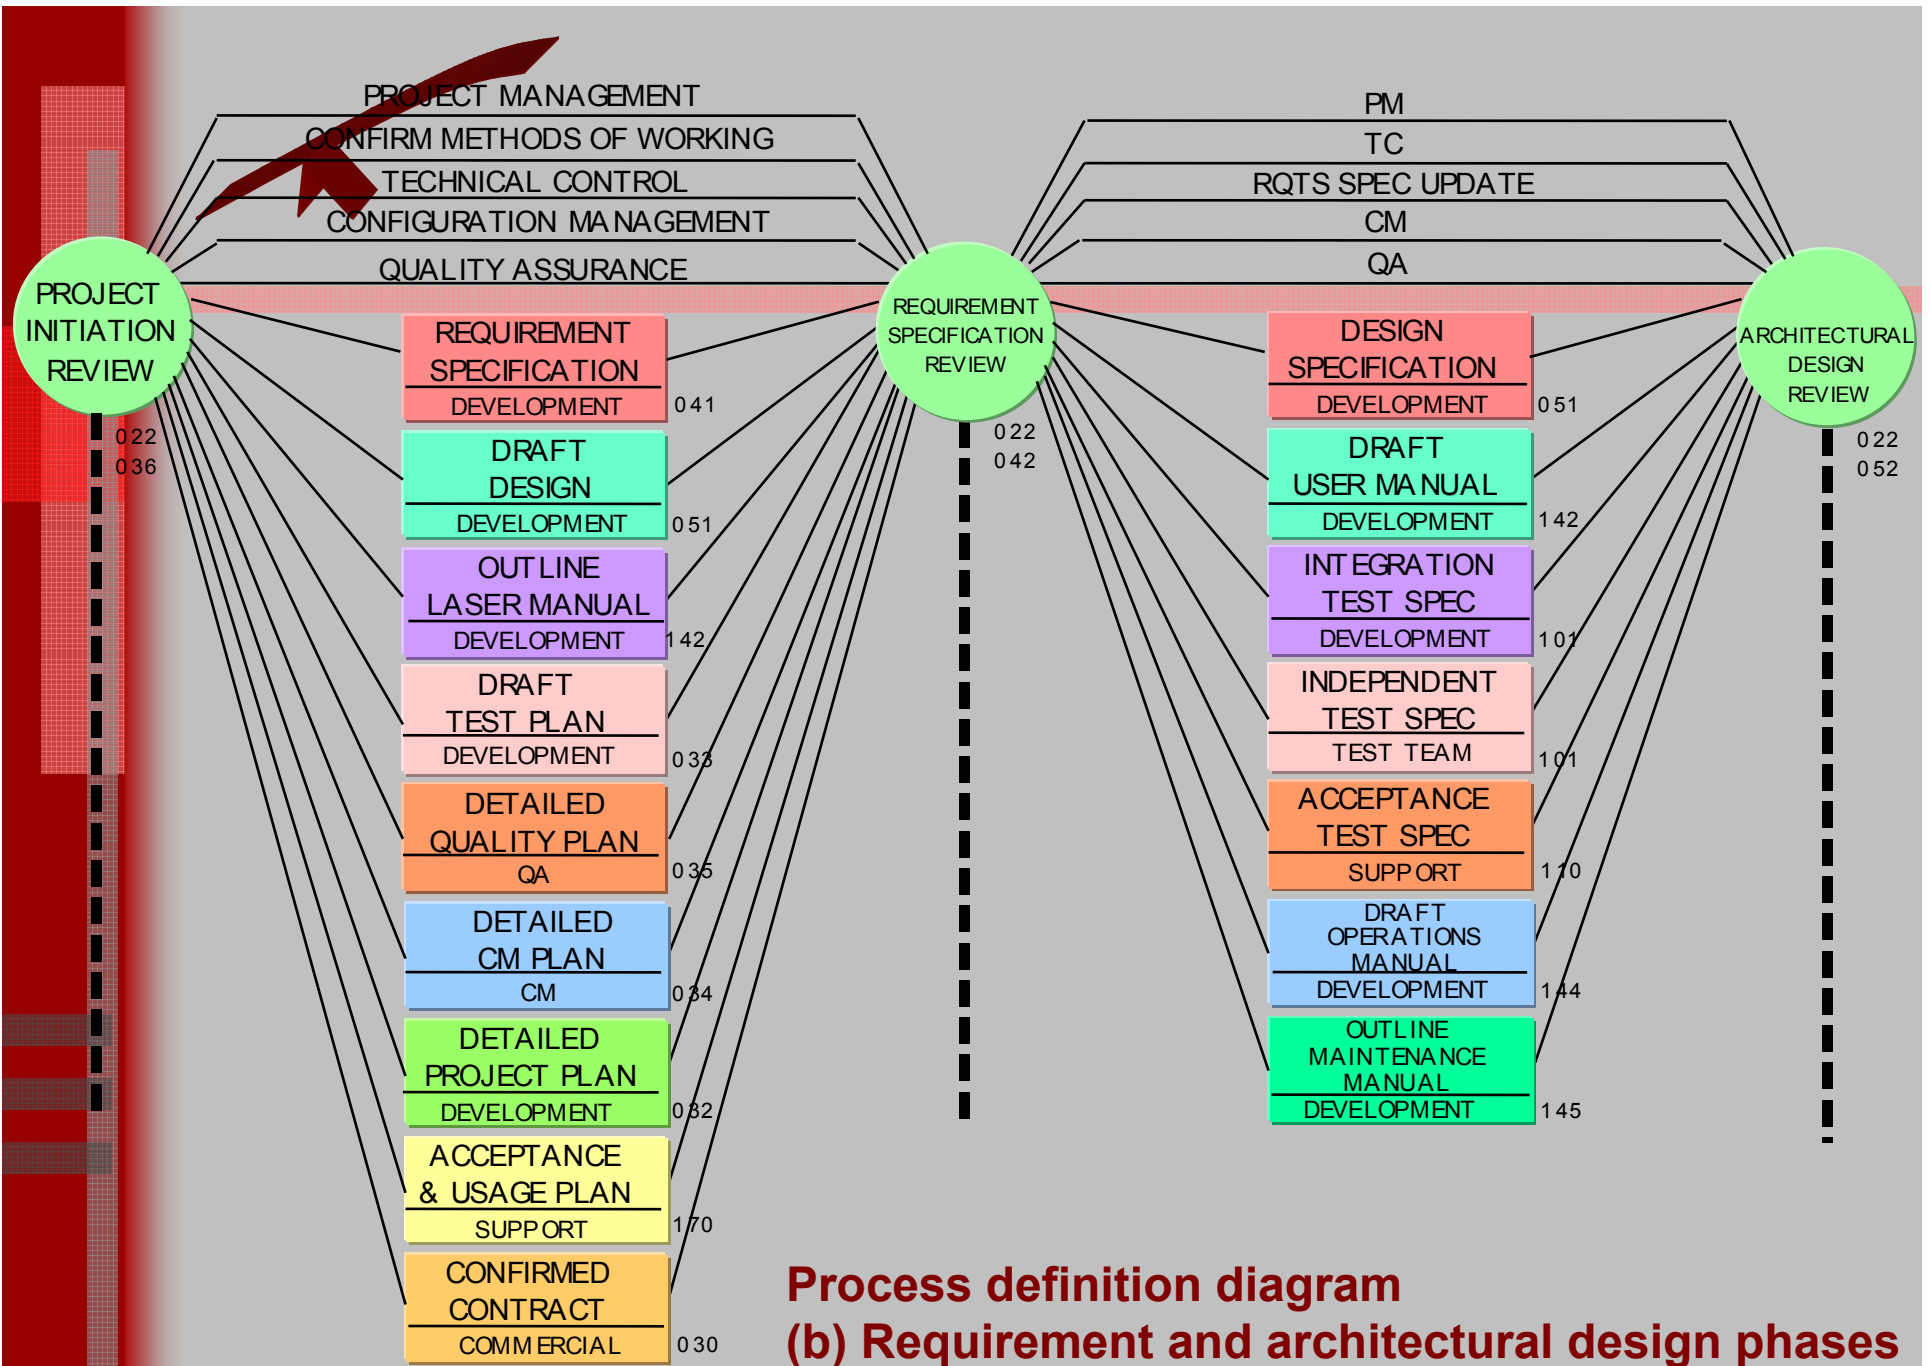 PROJECT MANAGEMENT
CONFIRM METHODS OF WORKING
TECHNICAL CONTROL
CONFIGURATION MANAGEMENT
QUALITY ASSURANCE
PM
TC
RQTS SPEC UPDATE
CM
QA
PROJECT
INITIATION
REVIEW
022
036
REQUIREMENT
SPECIFICATION
DEVELOPMENT
041
DRAFT
DESIGN
DEVELOPMENT
051
OUTLINE
LASER MANUAL
DEVELOPMENT
142
DRAFT
TEST PLAN
DEVELOPMENT
033
DETAILED
QUALITY PLAN
QA
035
DETAILED
CM PLAN
CM
034
DETAILED
PROJECT PLAN
DEVELOPMENT
032
ACCEPTANCE
& USAGE PLAN
SUPPORT
170
CONFIRMED
CONTRACT
COMMERCIAL
030
REQUIREMENT
SPECIFICATION
REVIEW
022
042
DESIGN
SPECIFICATION
DEVELOPMENT
051
DRAFT
USER MANUAL
DEVELOPMENT
142
INTEGRATION
TEST SPEC
DEVELOPMENT
101
INDEPENDENT
TEST SPEC
TEST TEAM
101
ACCEPTANCE
TEST SPEC
SUPPORT
110
DRAFT
OPERATIONS
MANUAL
DEVELOPMENT
144
OUTLINE
MAINTENANCE
MANUAL
DEVELOPMENT
145
ARCHITECTURAL
DESIGN
REVIEW
022
052
Process definition diagram
(b) Requirement and architectural design phases